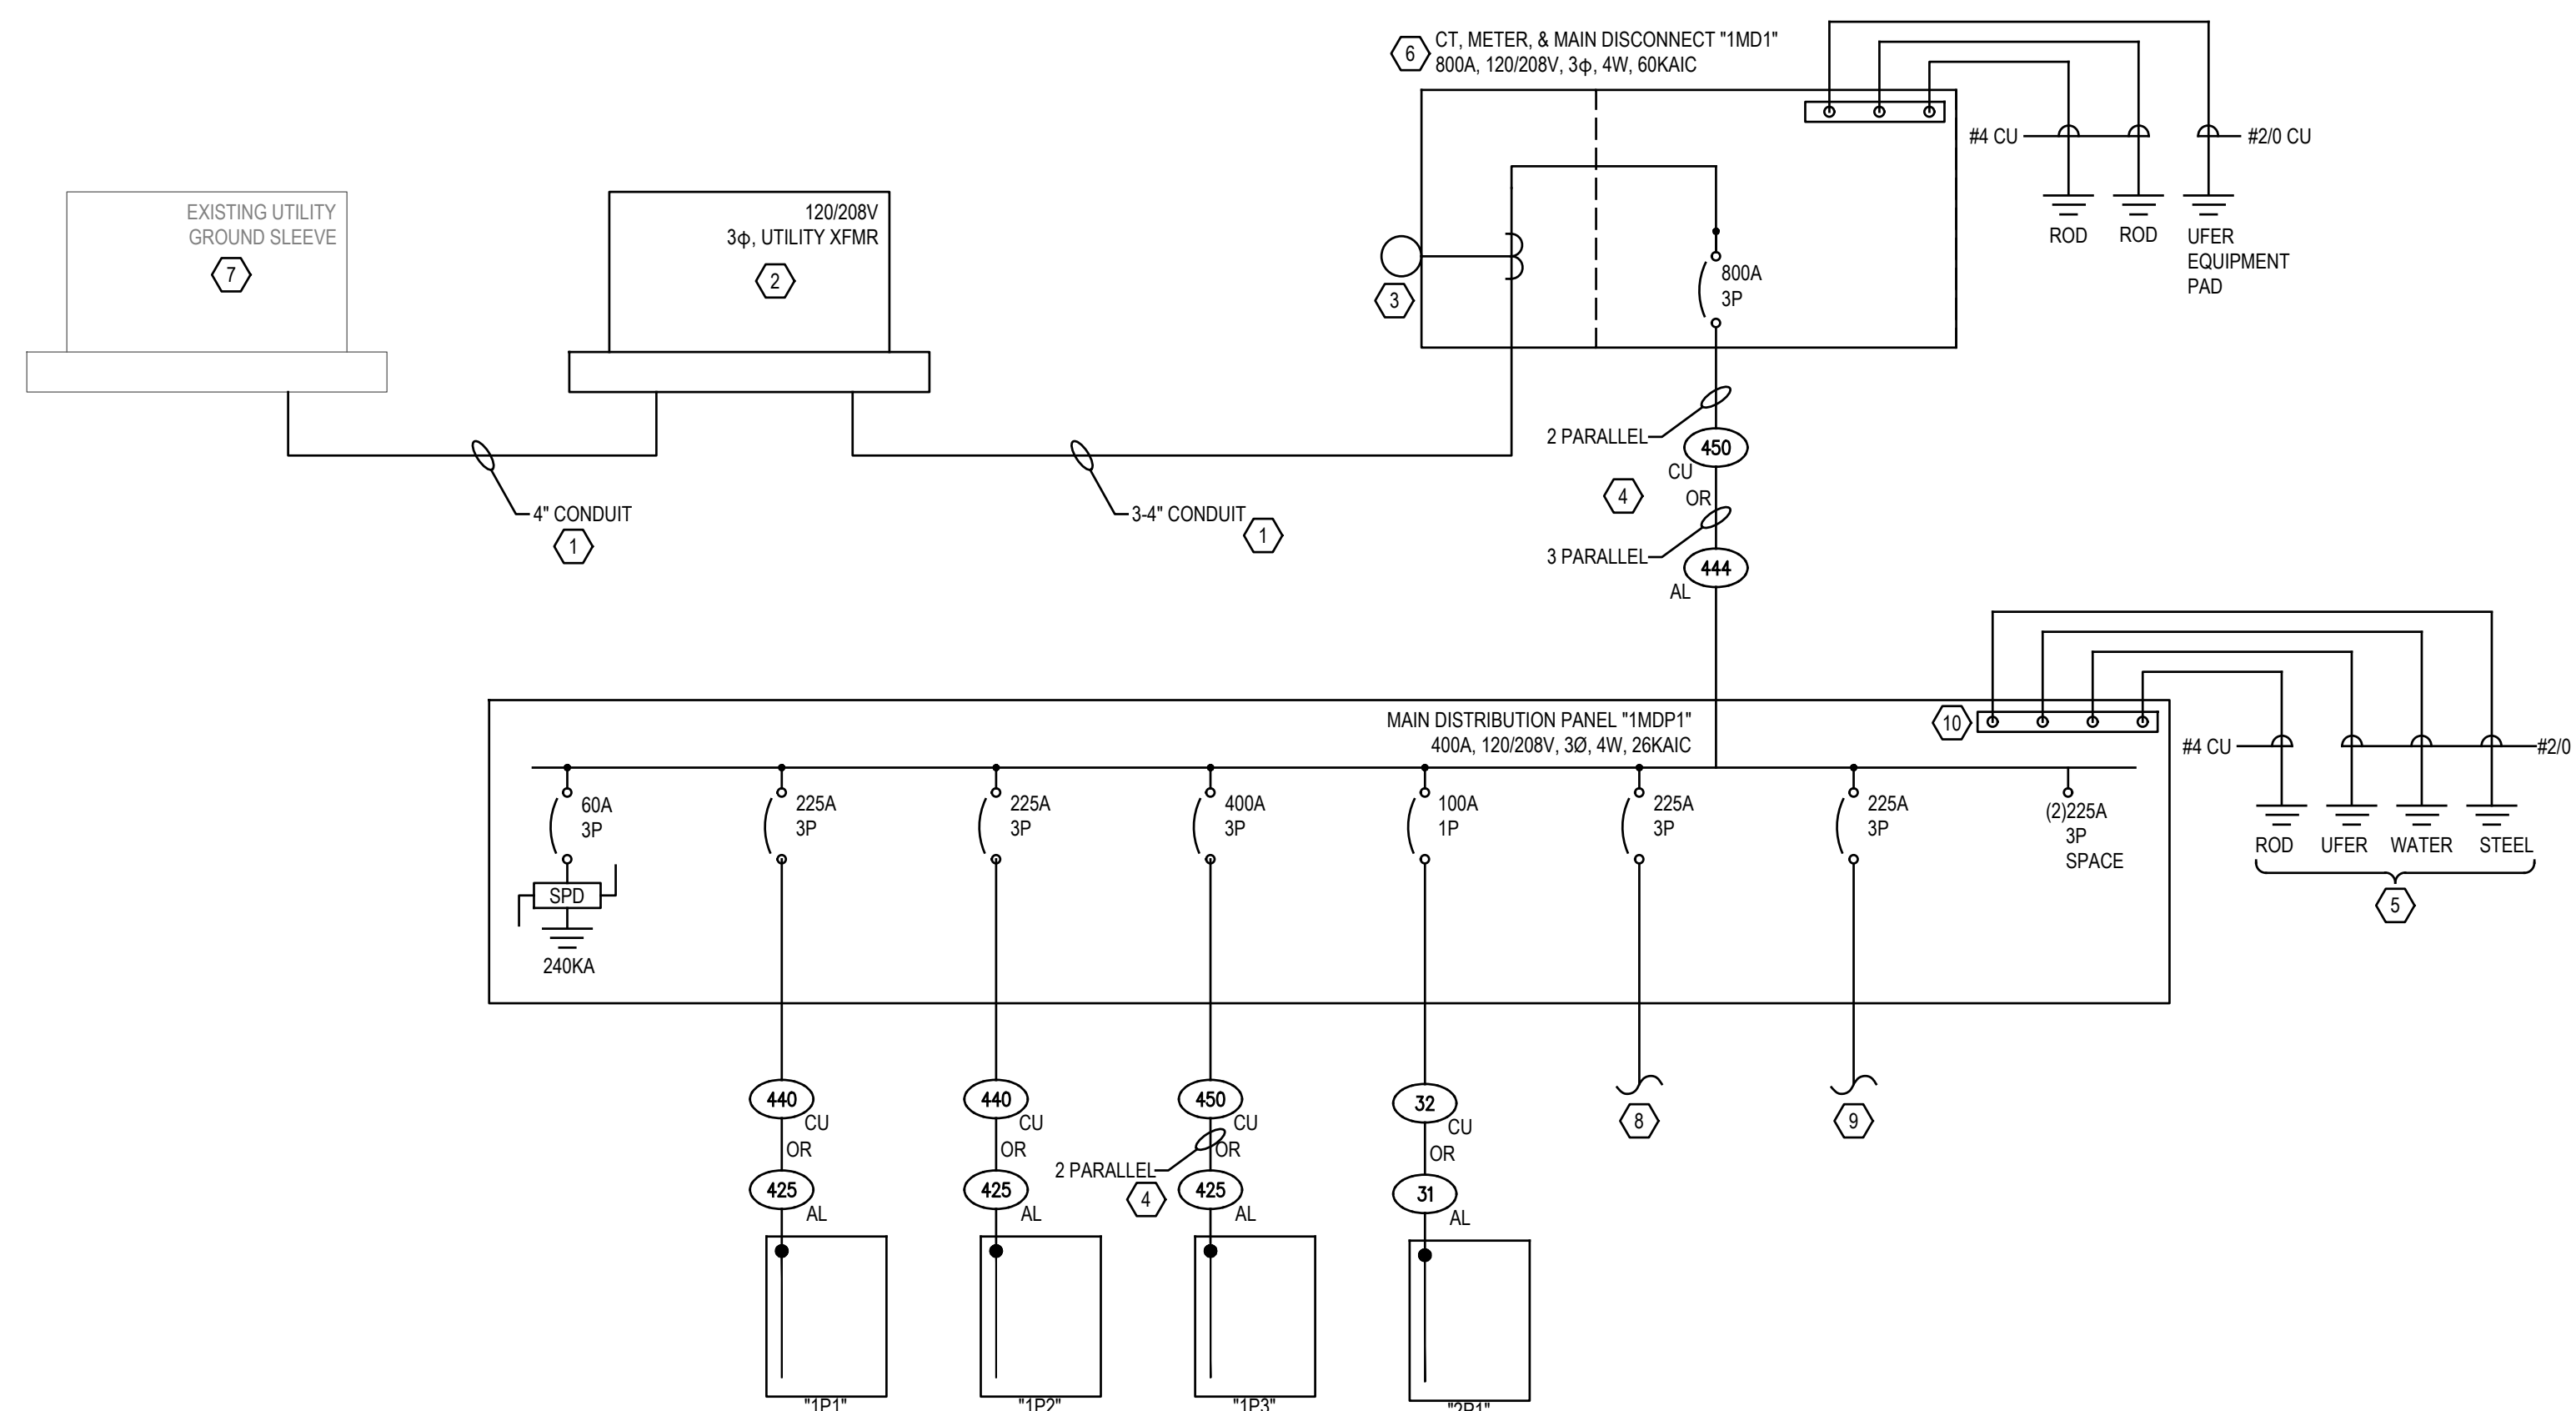 6
CT, METER, & MAIN DISCONNECT "1MD1"
800A, 120/208V, 3ϕ, 4W, 60KAIC
#4 CU
#2/0 CU
ROD
ROD
UFER
EQUIPMENT
PAD
EXISTING UTILITY
GROUND SLEEVE
7
120/208V
3ϕ, UTILITY XFMR
2
3
800A
3P
4" CONDUIT
1
3-4" CONDUIT
1
2 PARALLEL
450
CU
4
OR
3 PARALLEL
444
AL
MAIN DISTRIBUTION PANEL "1MDP1"
400A, 120/208V, 3Ø, 4W, 26KAIC
10
#4 CU
#2/0
ROD
UFER
WATER
STEEL
5
60A
3P
SPD
240KA
225A
3P
225A
3P
400A
3P
100A
1P
225A
3P
225A
3P
(2)225A
3P
SPACE
440
CU
OR
425
AL
"1P1"
440
CU
OR
425
AL
"1P2"
450
CU
OR
2 PARALLEL
4
425
AL
"1P3"
32
CU
OR
31
AL
"2P1"
8
9